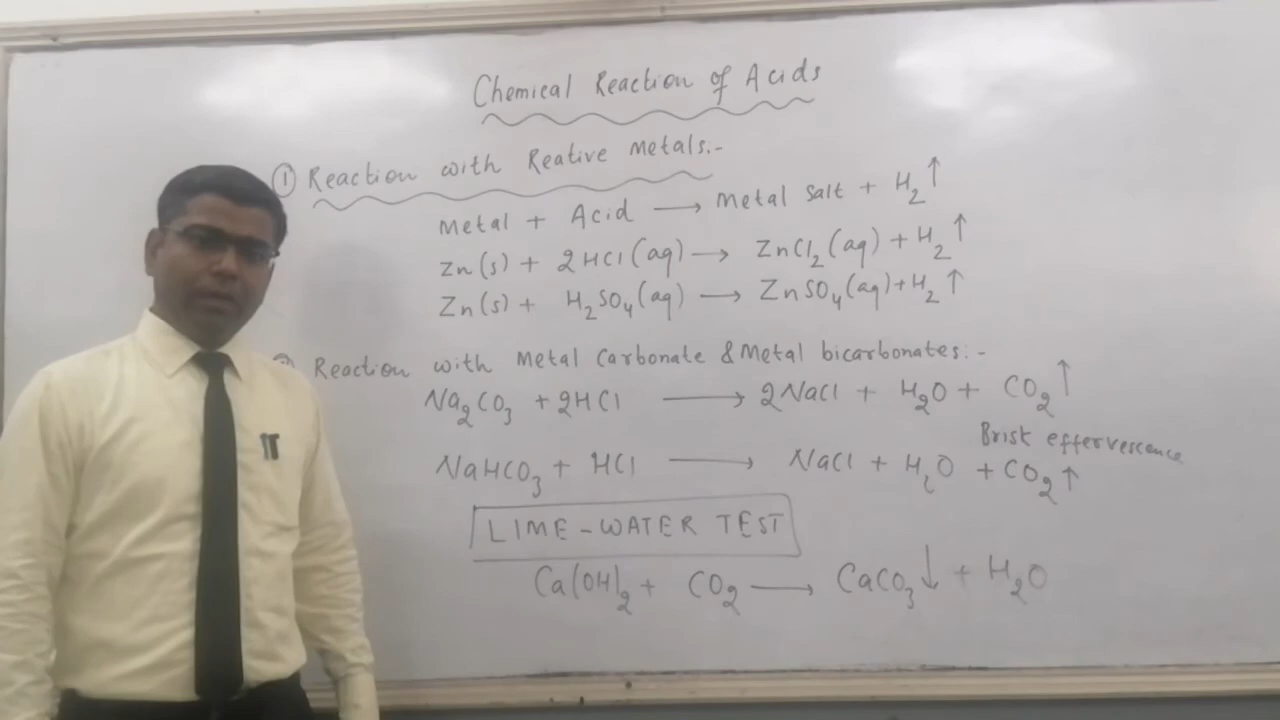 Chemical Reaction of Acids
① Reaction with Reative Metals:-
Metal + Acid → Metal Salt + H₂↑
Zn(s) + 2HCl(aq) → ZnCl₂(aq) + H₂↑
Zn(s) + H₂SO₄(aq) → ZnSO₄(aq) + H₂↑
Reaction with Metal Carbonate & Metal bicarbonates:-
Na₂CO₃ + 2HCl → 2NaCl + H₂O + CO₂↑
Brisk effervescence
NaHCO₃ + HCl → NaCl + H₂O + CO₂↑
LIME-WATER TEST
Ca(OH)₂ + CO₂ → CaCO₃↓ + H₂O